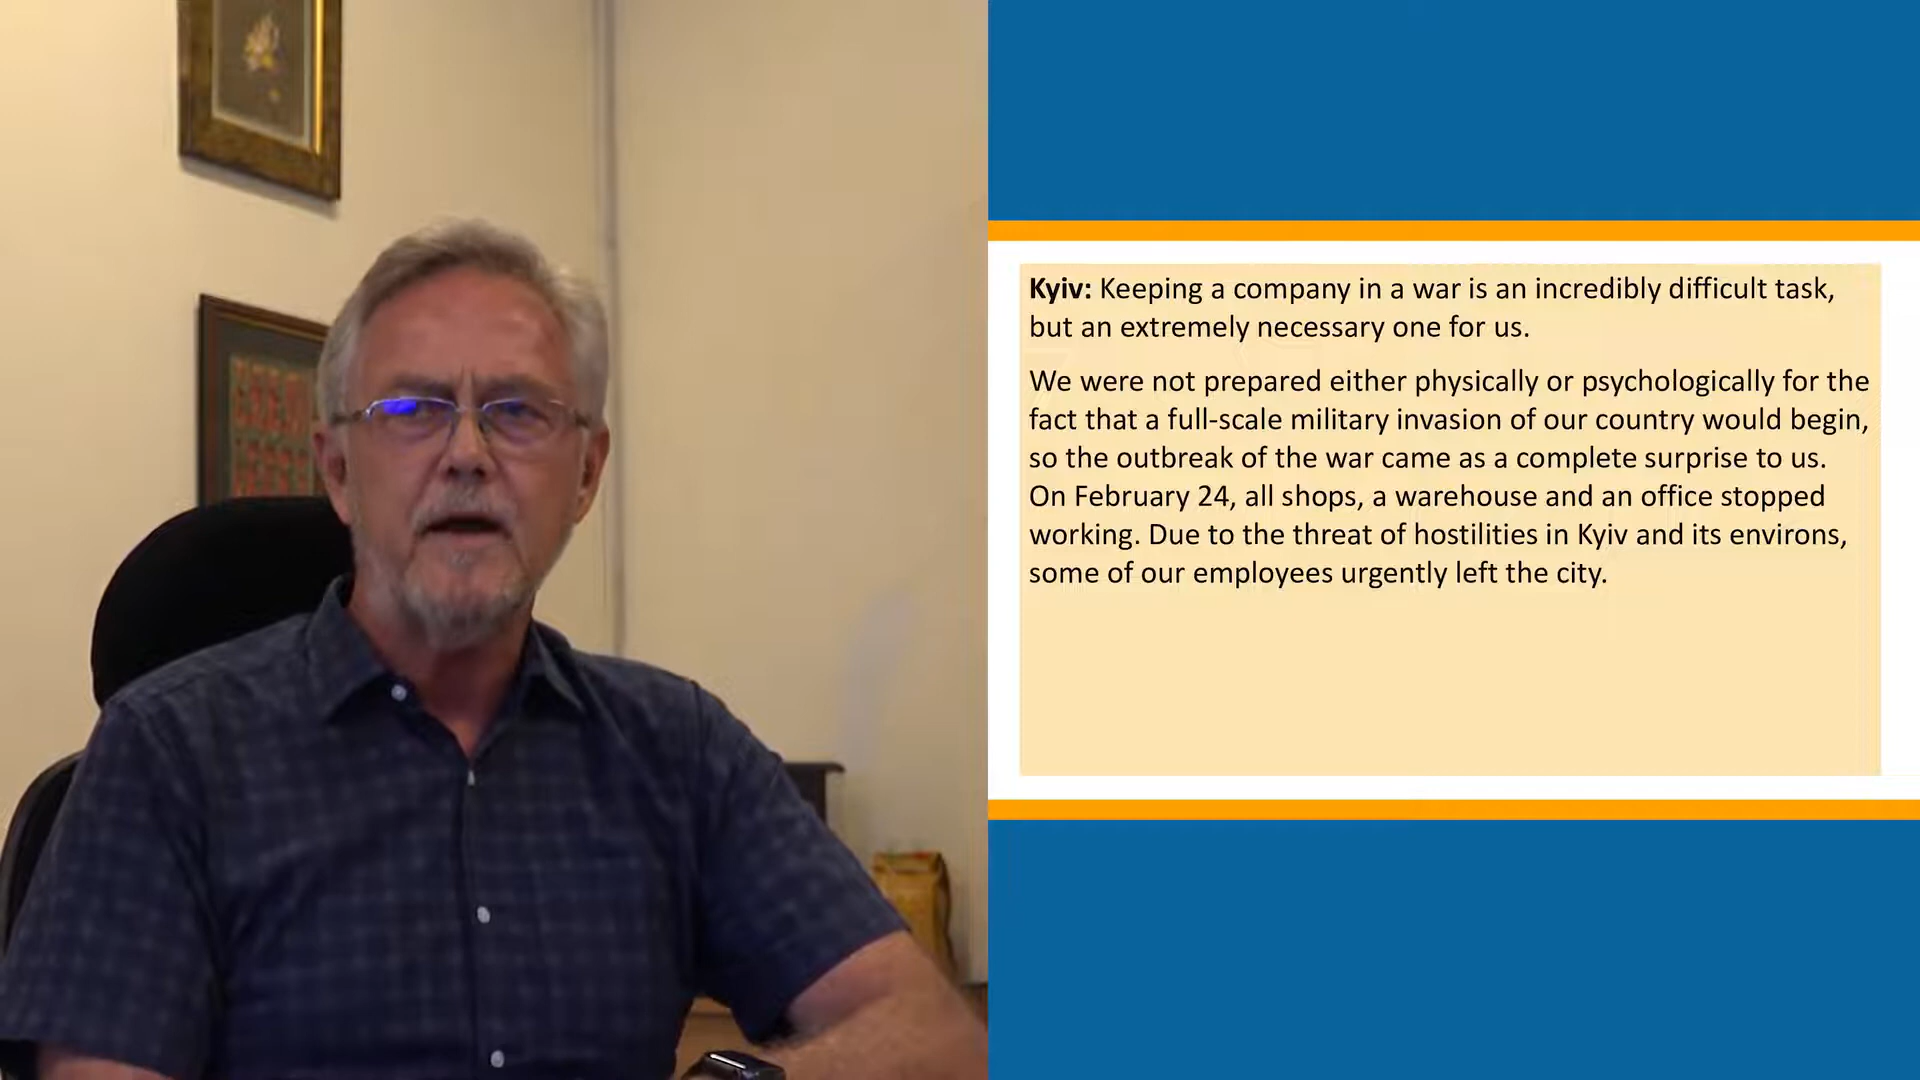 Kyiv: Keeping a company in a war is an incredibly difficult task,
but an extremely necessary one for us.
We were not prepared either physically or psychologically for the
fact that a full-scale military invasion of our country would begin,
so the outbreak of the war came as a complete surprise to us.
On February 24, all shops, a warehouse and an office stopped
working. Due to the threat of hostilities in Kyiv and its environs,
some of our employees urgently left the city.